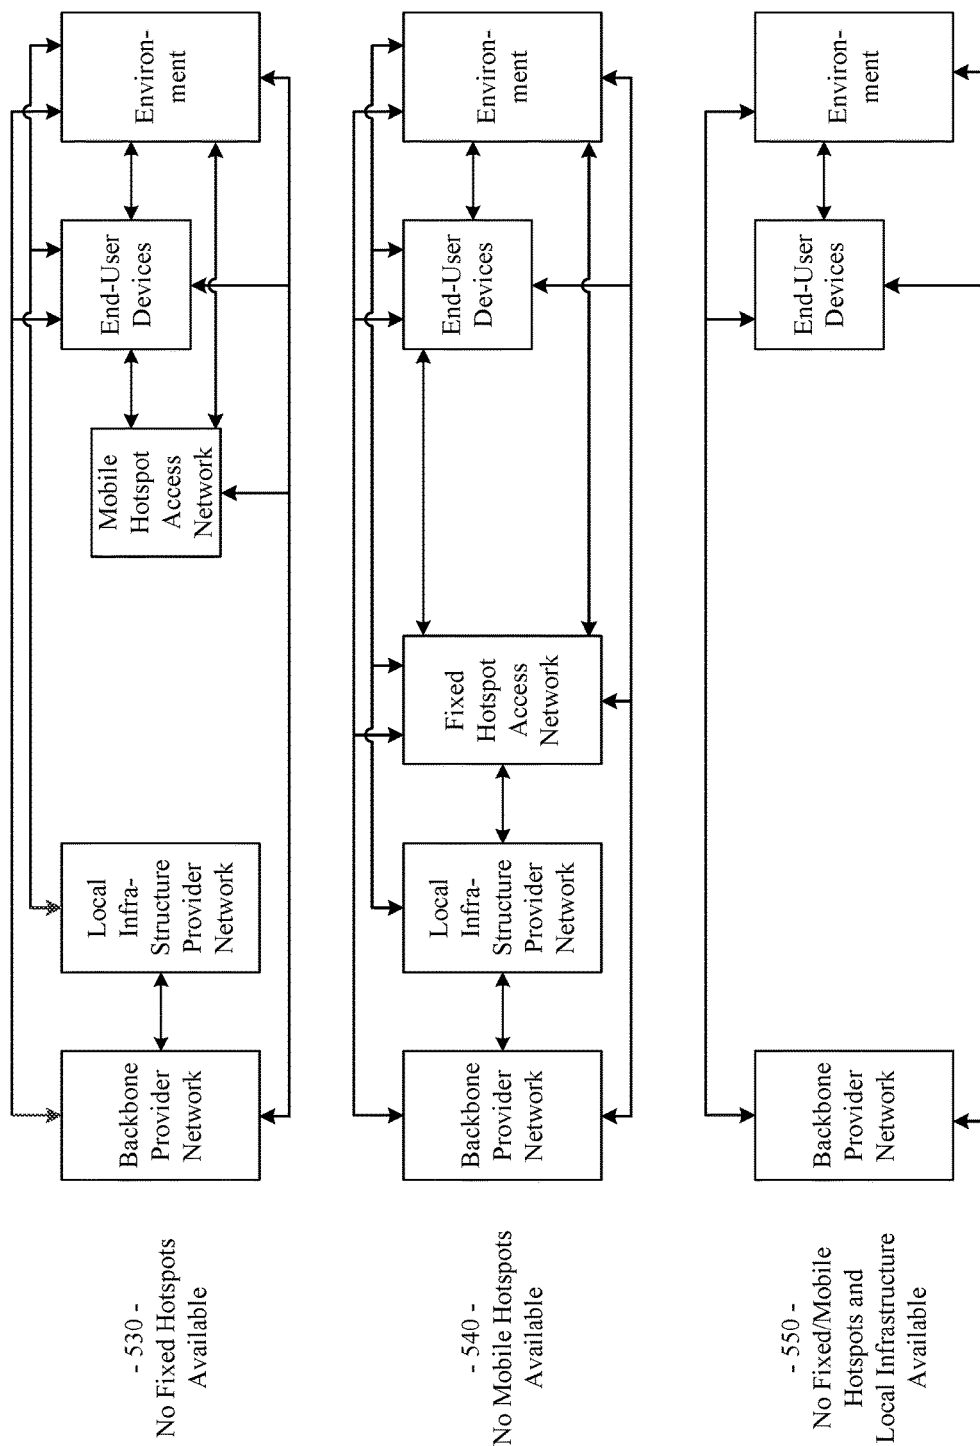 - 530 -
No Fixed Hotspots
Available
Backbone
Provider
Network
Local
Infra-
Structure
Provider
Network
Mobile
Hotspot
Access
Network
End-User
Devices
Environ-
ment
- 540 -
No Mobile Hotspots
Available
Backbone
Provider
Network
Local
Infra-
Structure
Provider
Network
Fixed
Hotspot
Access
Network
End-User
Devices
Environ-
ment
- 550 -
No Fixed/Mobile
Hotspots and
Local Infrastructure
Available
Backbone
Provider
Network
End-User
Devices
Environ-
ment